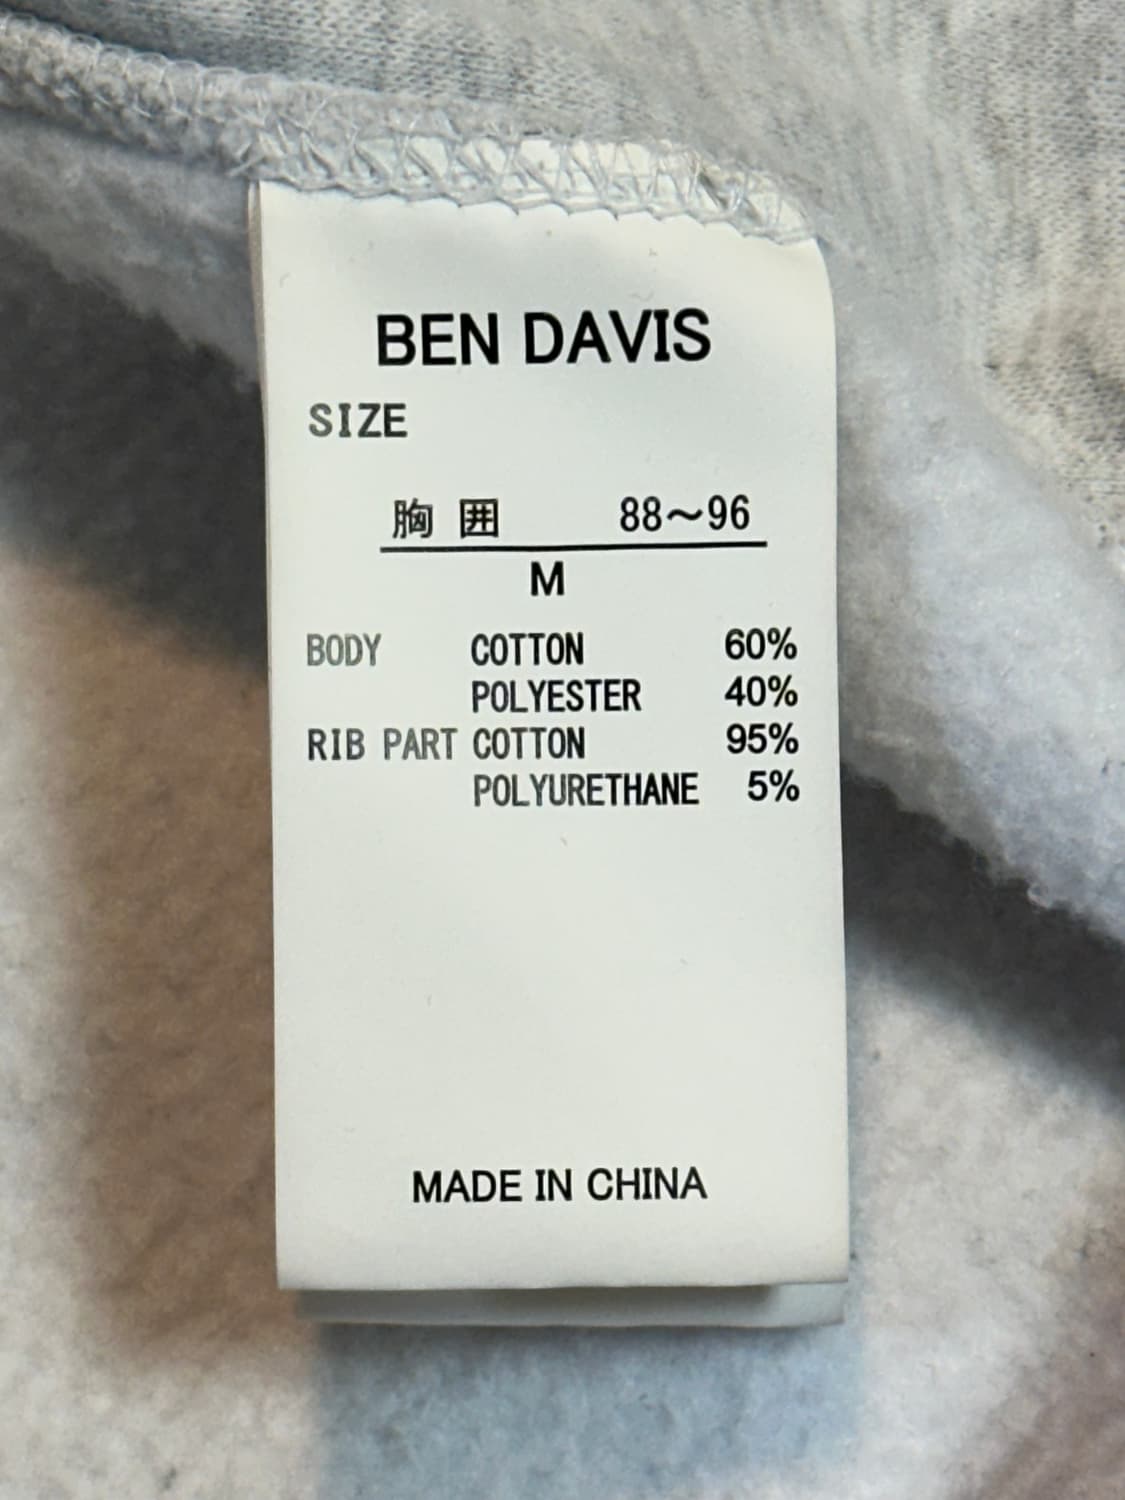 BEN DAVIS
SIZE
胸 囲 88～96
M
BODY COTTON 60%
POLYESTER 40%
RIB PART COTTON 95%
POLYURETHANE 5%
MADE IN CHINA